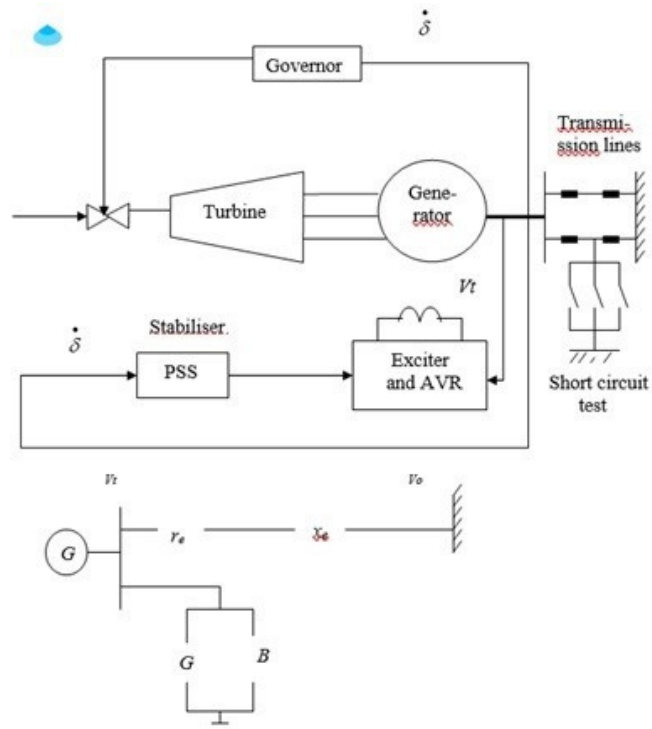 δ̇
Governor
Transmi-
ssion lines
Gene-
rator
Turbine
Vt
Stabiliser.
δ̇
PSS
Exciter
and AVR
Short circuit
test
Vt
Vo
G
re
xe
G
B